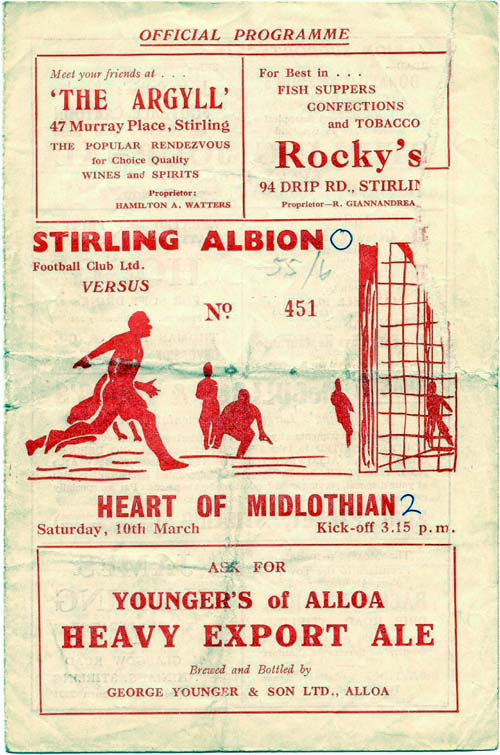 OFFICIAL PROGRAMME
Meet your friends at . . .
'THE ARGYLL'
47 Murray Place, Stirling
THE POPULAR RENDEZVOUS
for Choice Quality
WINES and SPIRITS
Proprietor:
HAMILTON A. WATTERS
For Best in . . .
FISH SUPPERS
CONFECTIONS
and TOBACCO
Rocky's
94 DRIP RD., STIRLIN
Proprietor—R. GIANNANDREA
STIRLING ALBION 0
Football Club Ltd.
55/6
VERSUS
No 451
HEART OF MIDLOTHIAN 2
Saturday, 10th March
Kick-off 3.15 p.m.
ASK FOR
YOUNGER'S of ALLOA
HEAVY EXPORT ALE
Brewed and Bottled by
GEORGE YOUNGER & SON LTD., ALLOA